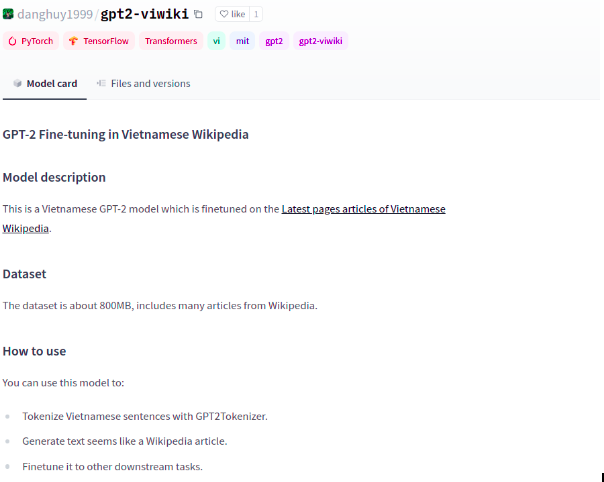 danghuy1999/gpt2-viwiki like 1
PyTorch TensorFlow Transformers vi mit gpt2 gpt2-viwiki
Model card Files and versions
GPT-2 Fine-tuning in Vietnamese Wikipedia
Model description
This is a Vietnamese GPT-2 model which is finetuned on the Latest pages articles of Vietnamese
Wikipedia.
Dataset
The dataset is about 800MB, includes many articles from Wikipedia.
How to use
You can use this model to:
Tokenize Vietnamese sentences with GPT2Tokenizer.
Generate text seems like a Wikipedia article.
Finetune it to other downstream tasks.